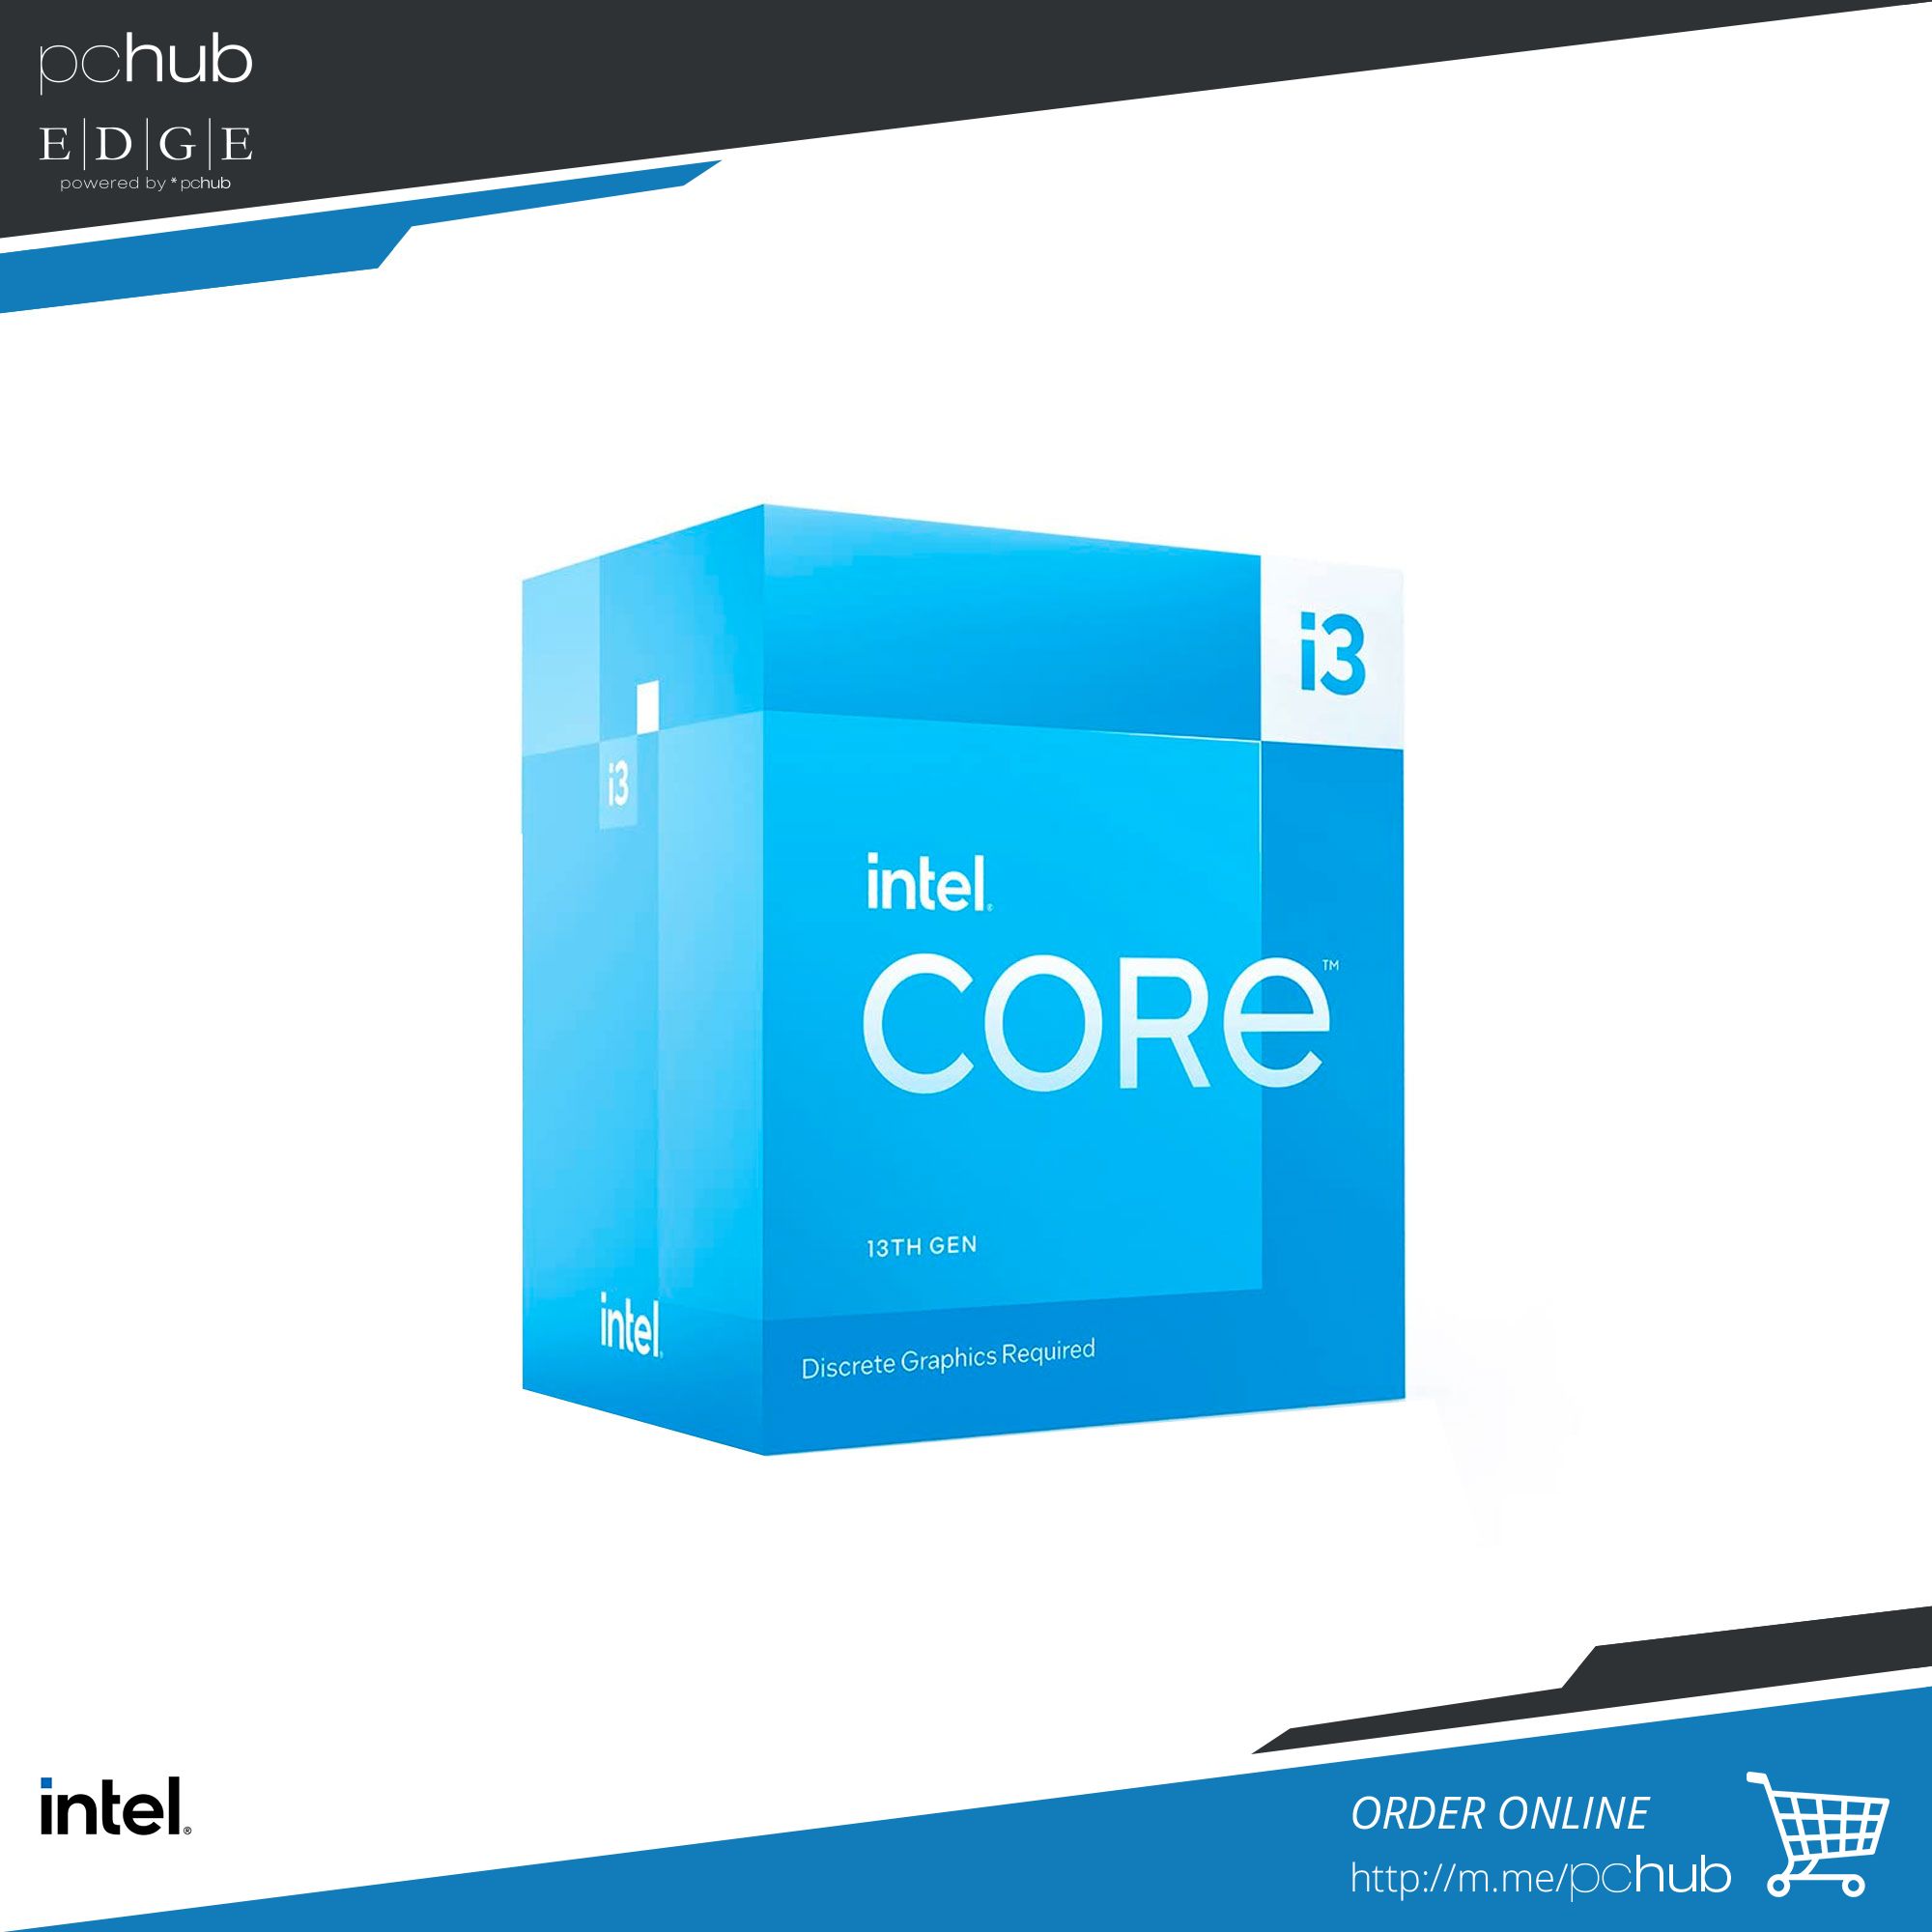 pchub
E|D|G|E
powered by *pchub
i3
i3
intel®
CORe™
13TH GEN
intel
Discrete Graphics Required
intel®
ORDER ONLINE
http://m.me/pchub